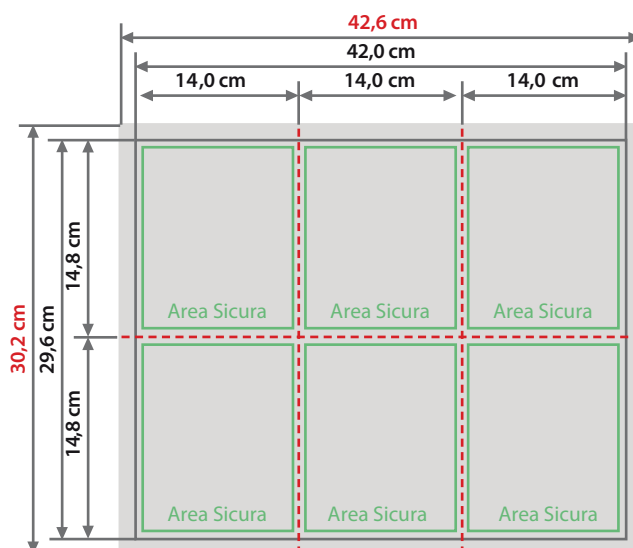 42,6 cm
42,0 cm
14,0 cm 14,0 cm 14,0 cm
30,2 cm
29,6 cm
14,8 cm
Area Sicura Area Sicura Area Sicura
14,8 cm
Area Sicura Area Sicura Area Sicura